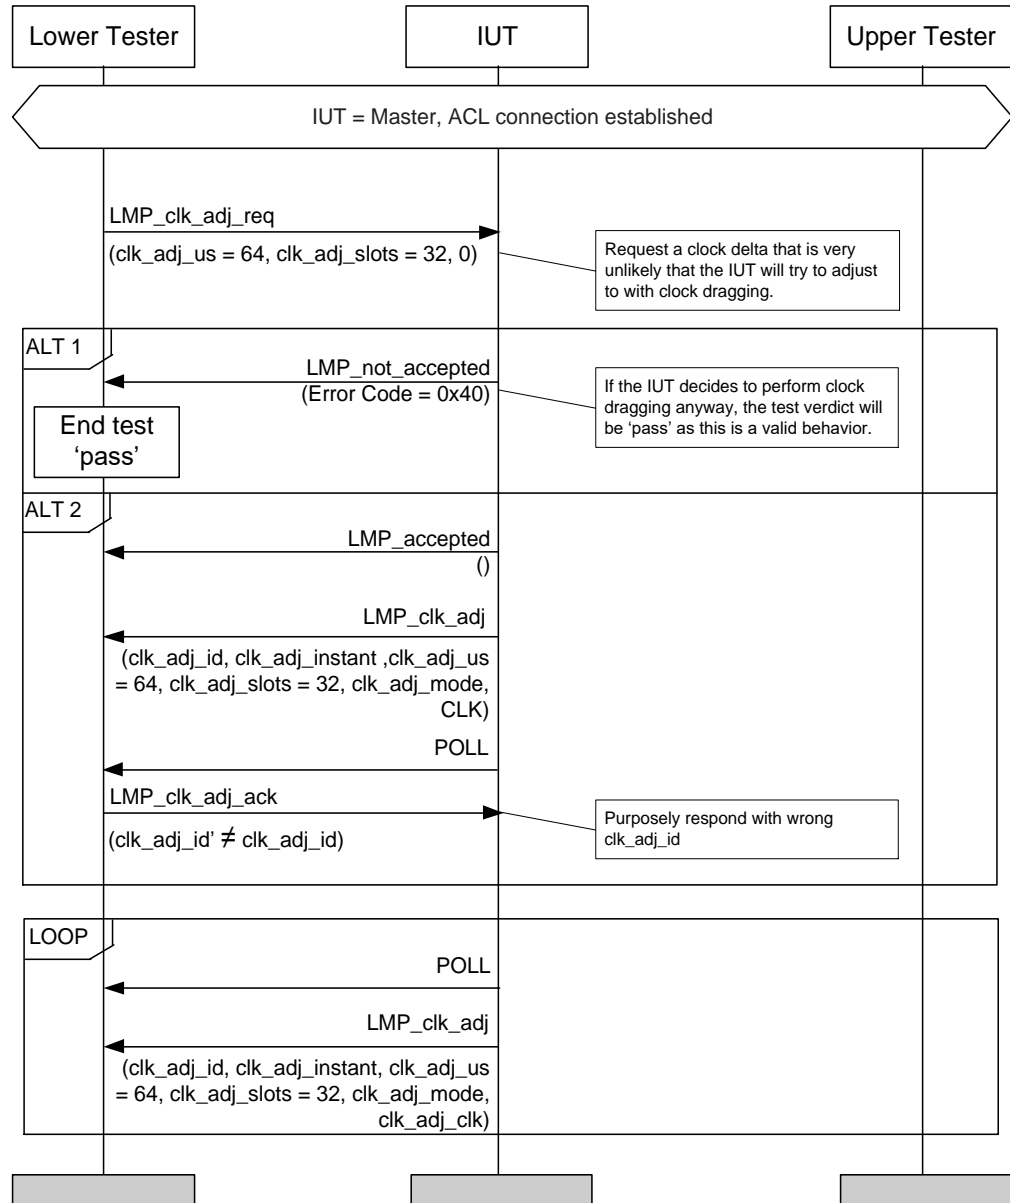 Lower Tester
IUT
Upper Tester
IUT = Master, ACL connection established
LMP_clk_adj_req
(clk_adj_us = 64, clk_adj_slots = 32, 0)
Request a clock delta that is very
unlikely that the IUT will try to adjust
to with clock dragging.
ALT 1
LMP_not_accepted
(Error Code = 0x40)
If the IUT decides to perform clock
dragging anyway, the test verdict will
be ‘pass’ as this is a valid behavior.
End test
‘pass’
ALT 2
LMP_accepted
()
LMP_clk_adj
(clk_adj_id, clk_adj_instant ,clk_adj_us
= 64, clk_adj_slots = 32, clk_adj_mode,
CLK)
POLL
LMP_clk_adj_ack
(clk_adj_id’ ≠ clk_adj_id)
Purposely respond with wrong
clk_adj_id
LOOP
POLL
LMP_clk_adj
(clk_adj_id, clk_adj_instant, clk_adj_us
= 64, clk_adj_slots = 32, clk_adj_mode,
clk_adj_clk)